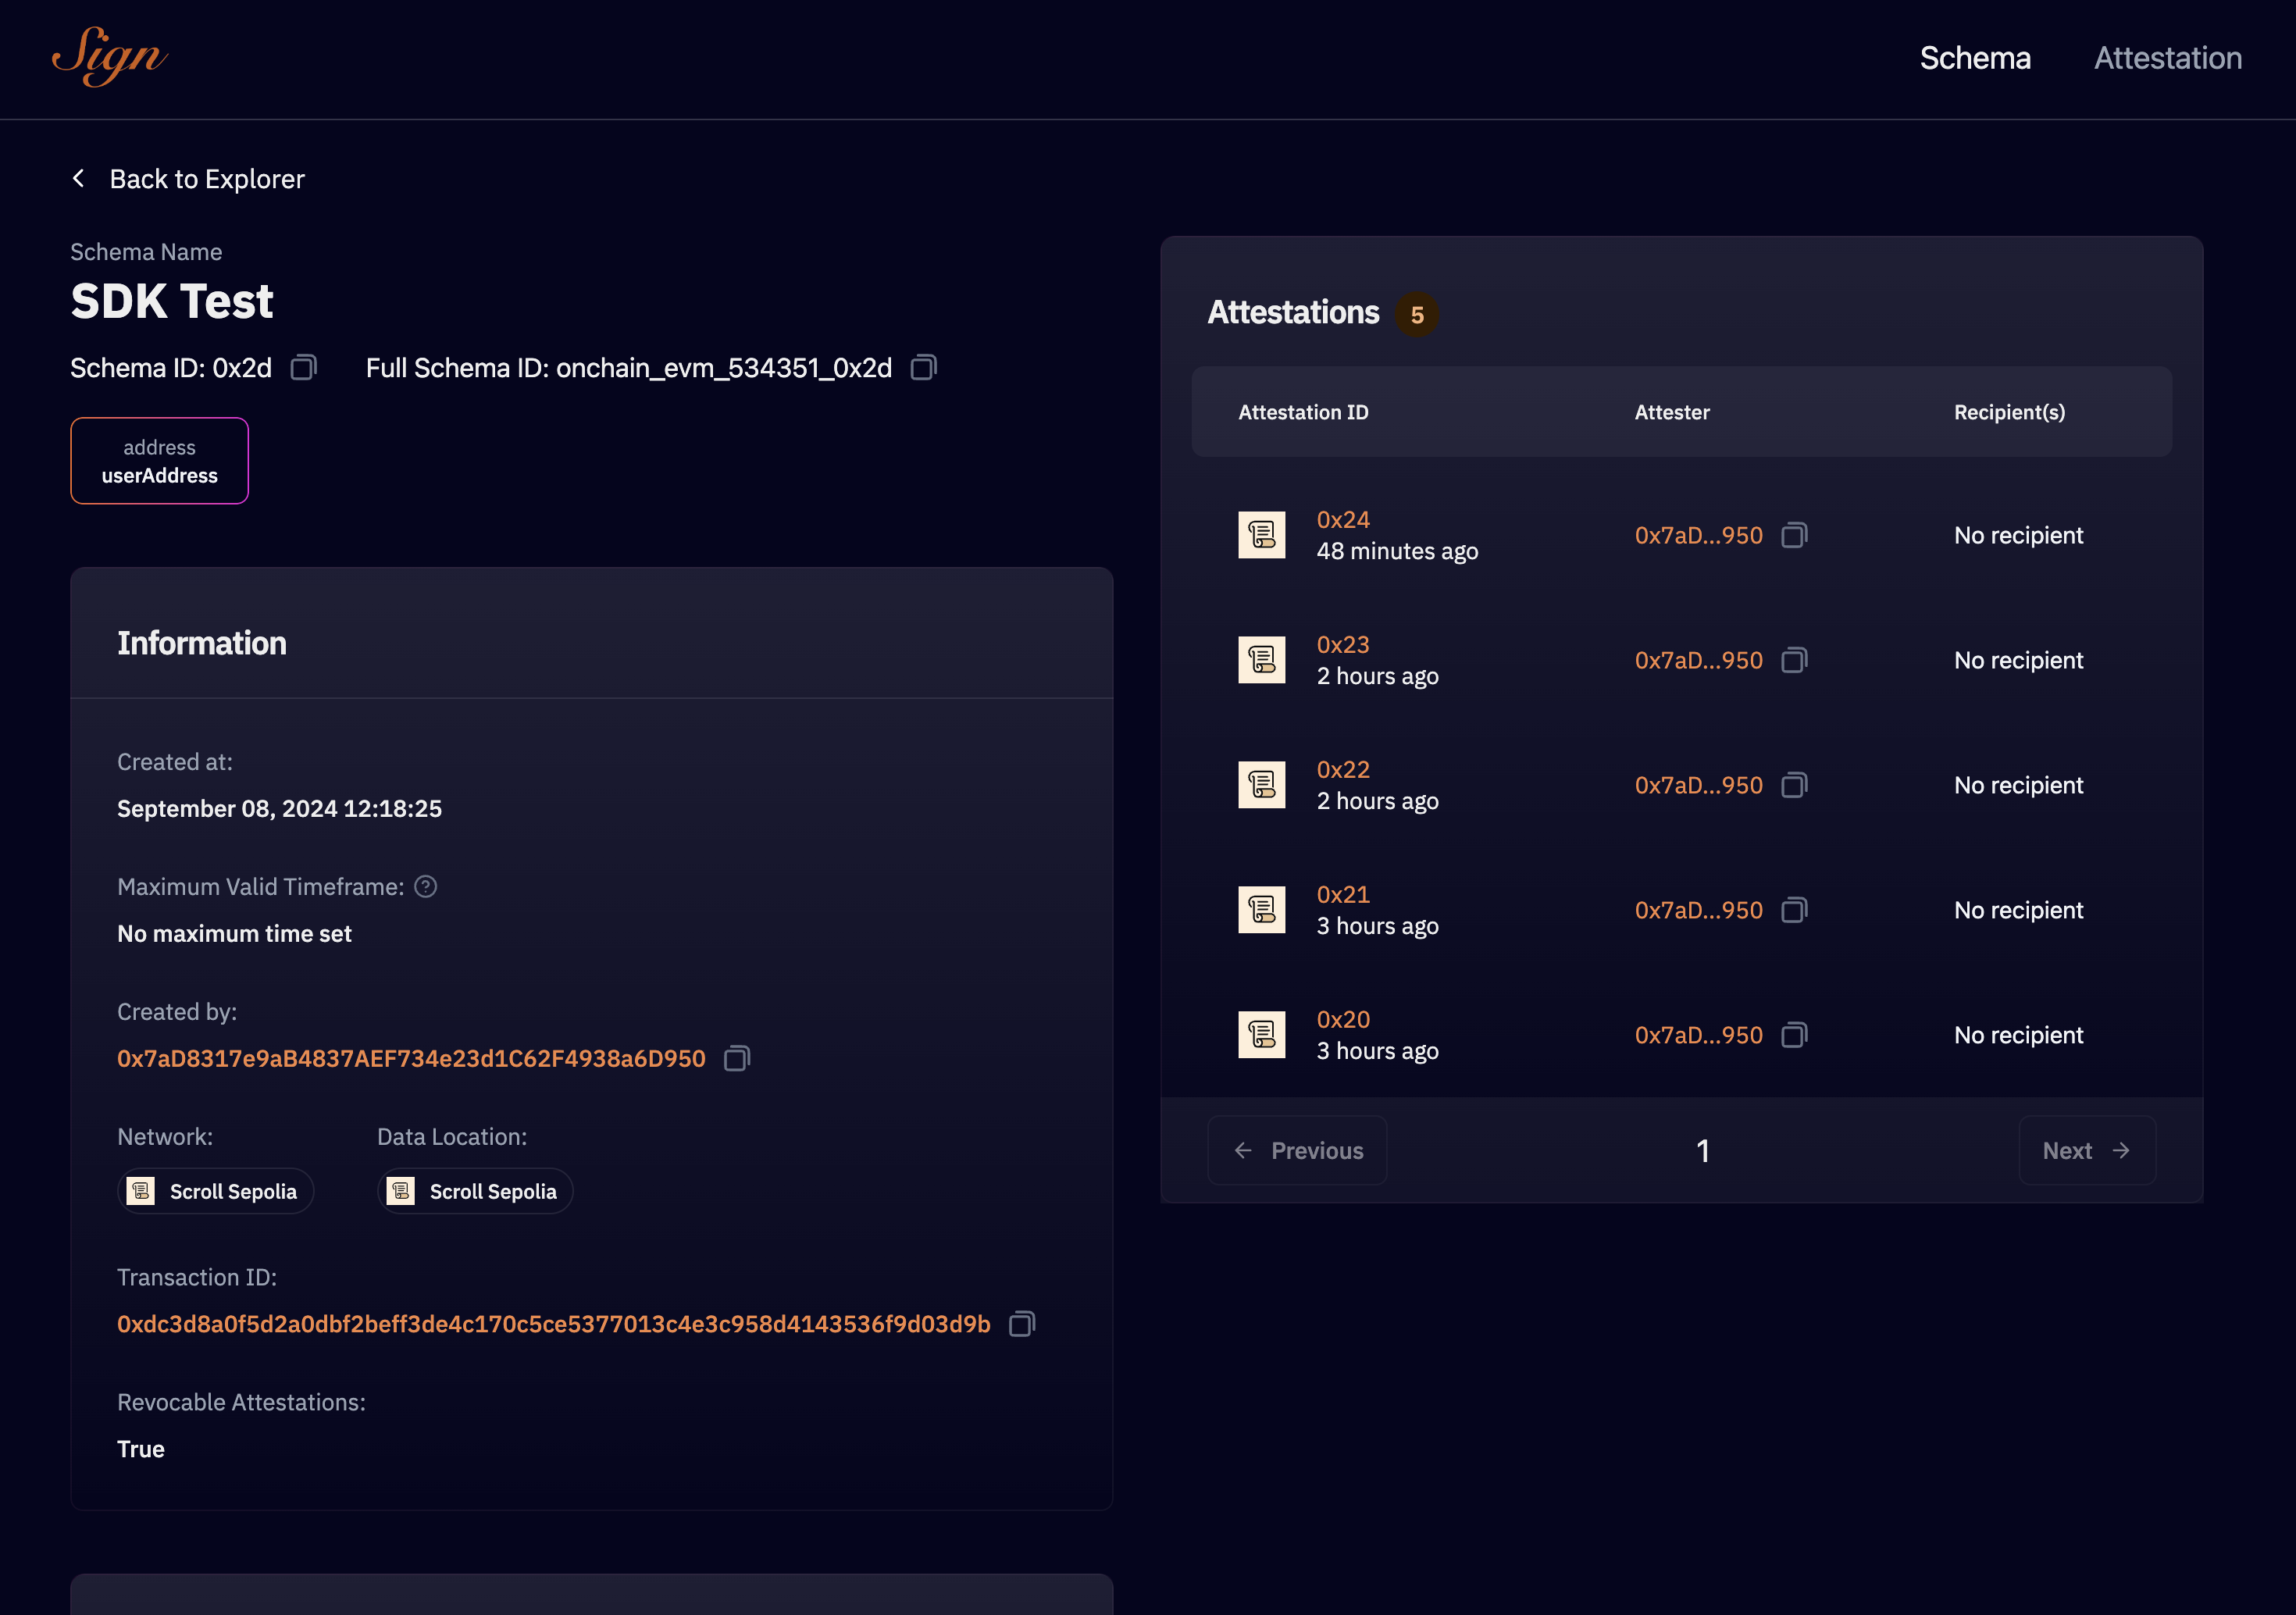 Sign
Schema
Attestation
Back to Explorer
Schema Name
SDK Test
Schema ID: 0x2d
Full Schema ID: onchain_evm_534351_0x2d
address
userAddress
Information
Created at:
September 08, 2024 12:18:25
Maximum Valid Timeframe: ?
No maximum time set
Created by:
0x7aD8317e9aB4837AEF734e23d1C62F4938a6D950
Network:
Data Location:
Scroll Sepolia
Scroll Sepolia
Transaction ID:
0xdc3d8a0f5d2a0dbf2beff3de4c170c5ce5377013c4e3c958d4143536f9d03d9b
Revocable Attestations:
True
Attestations 5
Attestation ID
Attester
Recipient(s)
0x24
48 minutes ago
0x7aD...950
No recipient
0x23
2 hours ago
0x7aD...950
No recipient
0x22
2 hours ago
0x7aD...950
No recipient
0x21
3 hours ago
0x7aD...950
No recipient
0x20
3 hours ago
0x7aD...950
No recipient
Previous
1
Next